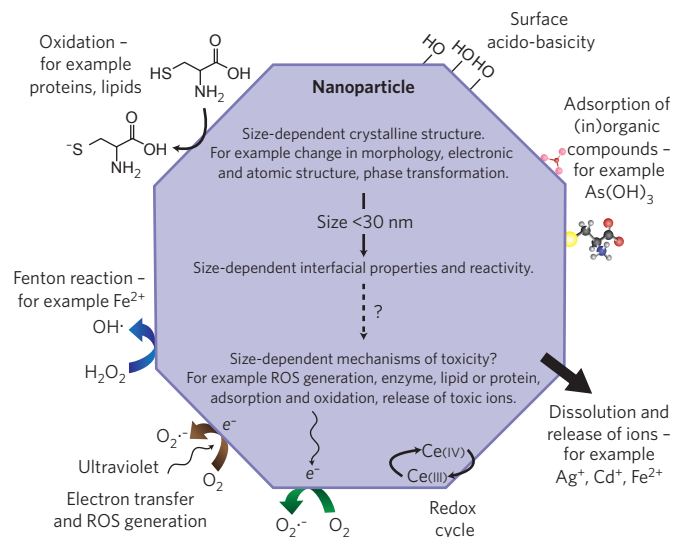 Surface
acido-basicity
Oxidation –
for example
proteins, lipids
O
HS
OH
NH₂
HO
HO
HO
Nanoparticle
O
⁻S
OH
NH₂
Size-dependent crystalline structure.
For example change in morphology, electronic
and atomic structure, phase transformation.
Adsorption of
(in)organic
compounds –
for example
As(OH)₃
Size <30 nm
Size-dependent interfacial properties and reactivity.
Fenton reaction –
for example Fe²⁺
OH·
H₂O₂
?
Size-dependent mechanisms of toxicity?
For example ROS generation, enzyme, lipid or protein,
adsorption and oxidation, release of toxic ions.
Dissolution and
release of ions –
for example
Ag⁺, Cd⁺, Fe²⁺
e⁻
O₂·⁻
Ultraviolet
O₂
Electron transfer
and ROS generation
e⁻
O₂·⁻
O₂
Ce(IV)
Ce(III)
Redox
cycle